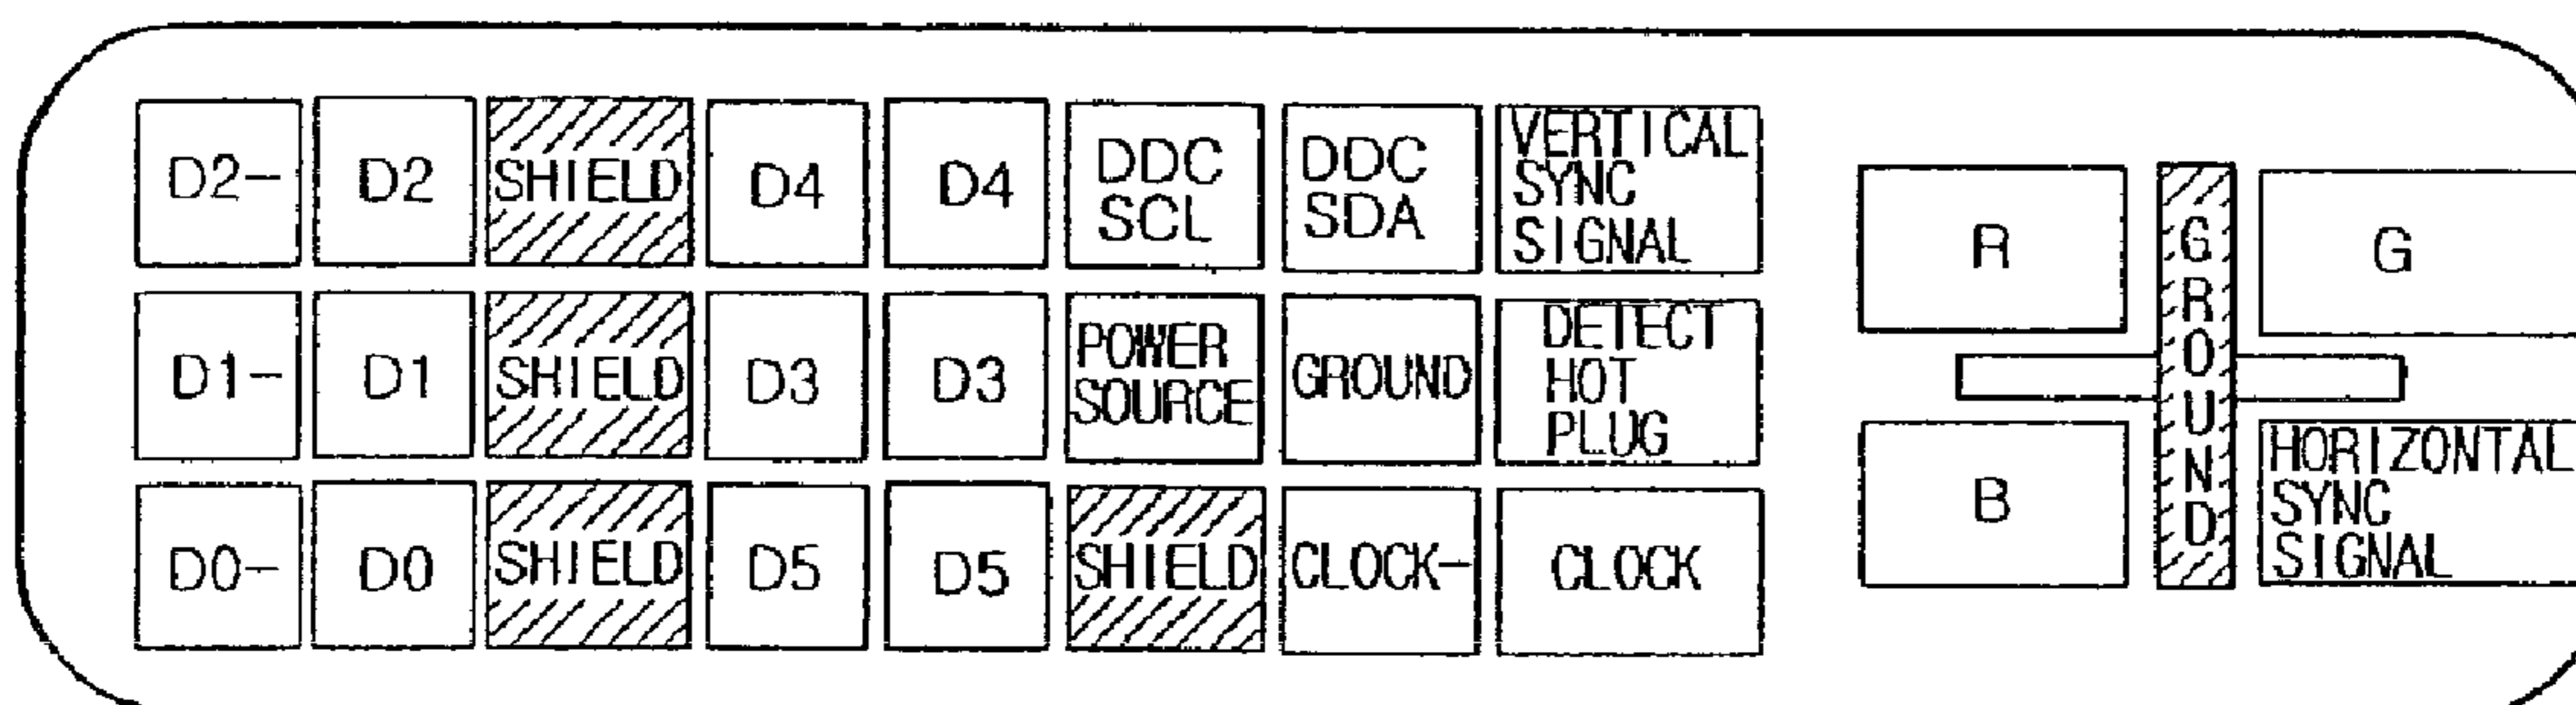 D2-
D2
SHIELD
D4
D4
DDC
SCL
DDC
SDA
VERTICAL
SYNC
SIGNAL
D1-
D1
SHIELD
D3
D3
POWER
SOURCE
GROUND
DETECT
HOT
PLUG
D0-
D0
SHIELD
D5
D5
SHIELD
CLOCK-
CLOCK
R
GROUND
G
B
HORIZONTAL
SYNC
SIGNAL